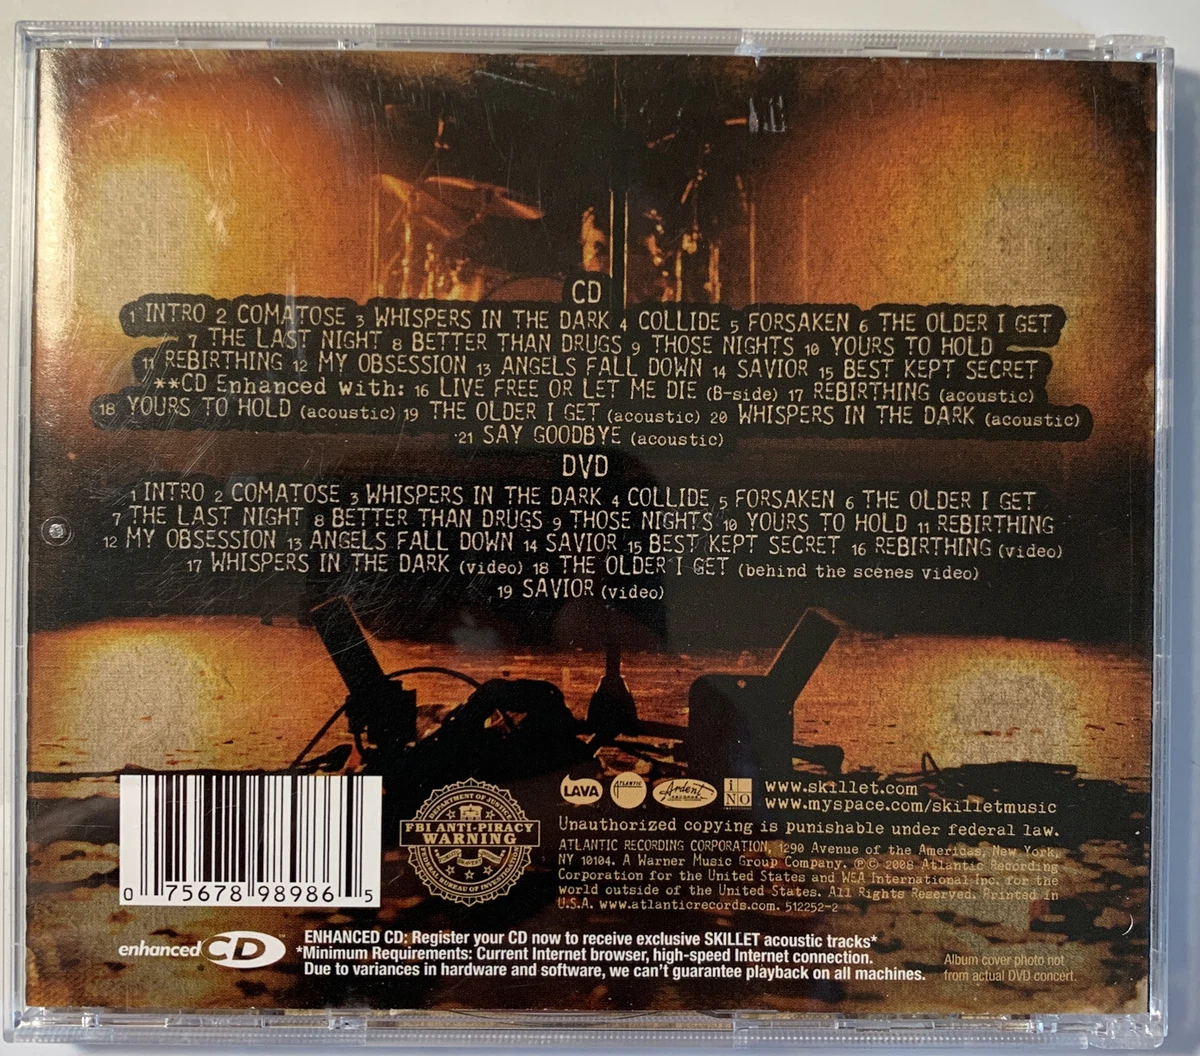 CD
1 INTRO 2 COMATOSE 3 WHISPERS IN THE DARK 4 COLLIDE 5 FORSAKEN 6 THE OLDER I GET
7 THE LAST NIGHT 8 BETTER THAN DRUGS 9 THOSE NIGHTS 10 YOURS TO HOLD
11 REBIRTHING 12 MY OBSESSION 13 ANGELS FALL DOWN 14 SAVIOR 15 BEST KEPT SECRET
**CD Enhanced with: 16 LIVE FREE OR LET ME DIE (B-side) 17 REBIRTHING (acoustic)
18 YOURS TO HOLD (acoustic) 19 THE OLDER I GET (acoustic) 20 WHISPERS IN THE DARK (acoustic)
21 SAY GOODBYE (acoustic)
DVD
1 INTRO 2 COMATOSE 3 WHISPERS IN THE DARK 4 COLLIDE 5 FORSAKEN 6 THE OLDER I GET
7 THE LAST NIGHT 8 BETTER THAN DRUGS 9 THOSE NIGHTS 10 YOURS TO HOLD 11 REBIRTHING
12 MY OBSESSION 13 ANGELS FALL DOWN 14 SAVIOR 15 BEST KEPT SECRET 16 REBIRTHING (video)
17 WHISPERS IN THE DARK (video) 18 THE OLDER I GET (behind the scenes video)
19 SAVIOR (video)
0 75678 98986 5
DEPARTMENT OF JUSTICE
FBI ANTI-PIRACY
WARNING
FEDERAL BUREAU OF INVESTIGATION
LAVA ATLANTIC Ardent RECORDS iNO
www.skillet.com
www.myspace.com/skilletmusic
Unauthorized copying is punishable under federal law.
ATLANTIC RECORDING CORPORATION, 1290 Avenue of the Americas, New York,
NY 10104. A Warner Music Group Company. ℗© 2008 Atlantic Recording
Corporation for the United States and WEA International Inc. for the
world outside of the United States. All Rights Reserved. Printed in
U.S.A. www.atlanticrecords.com. 512252-2
enhanced CD™
ENHANCED CD: Register your CD now to receive exclusive SKILLET acoustic tracks*
*Minimum Requirements: Current Internet browser, high-speed Internet connection.
Due to variances in hardware and software, we can't guarantee playback on all machines.
Album cover photo not
from actual DVD concert.